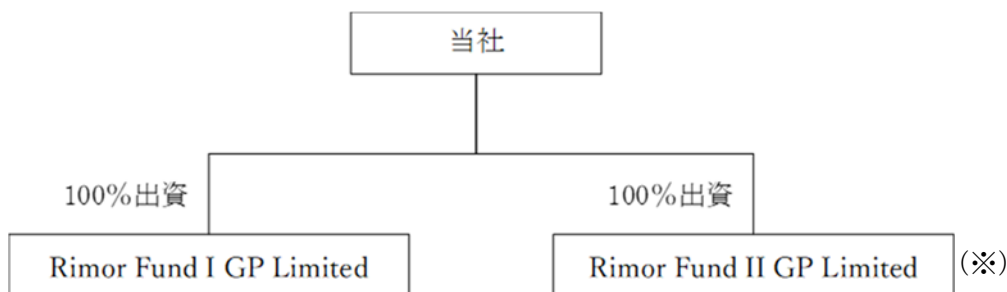 当社
100％出資
100％出資
Rimor Fund I GP Limited
Rimor Fund II GP Limited (※)